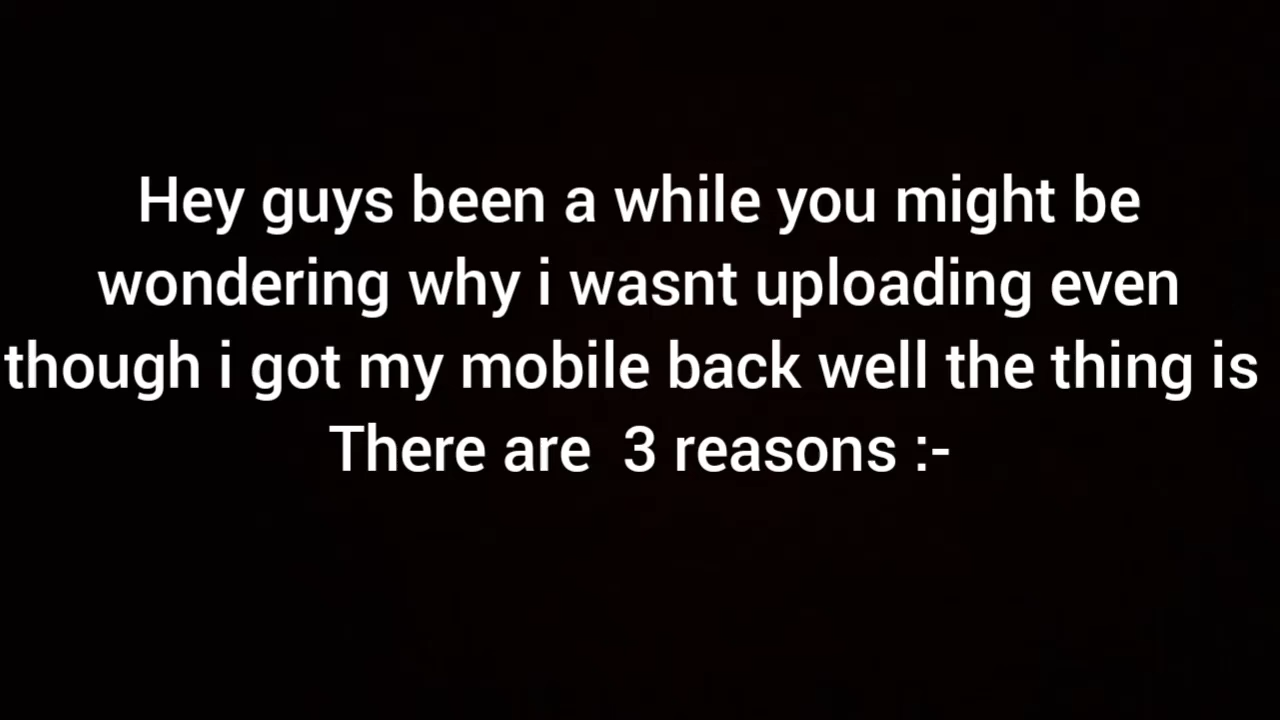 Hey guys been a while you might be
wondering why i wasnt uploading even
though i got my mobile back well the thing is
There are  3 reasons :-